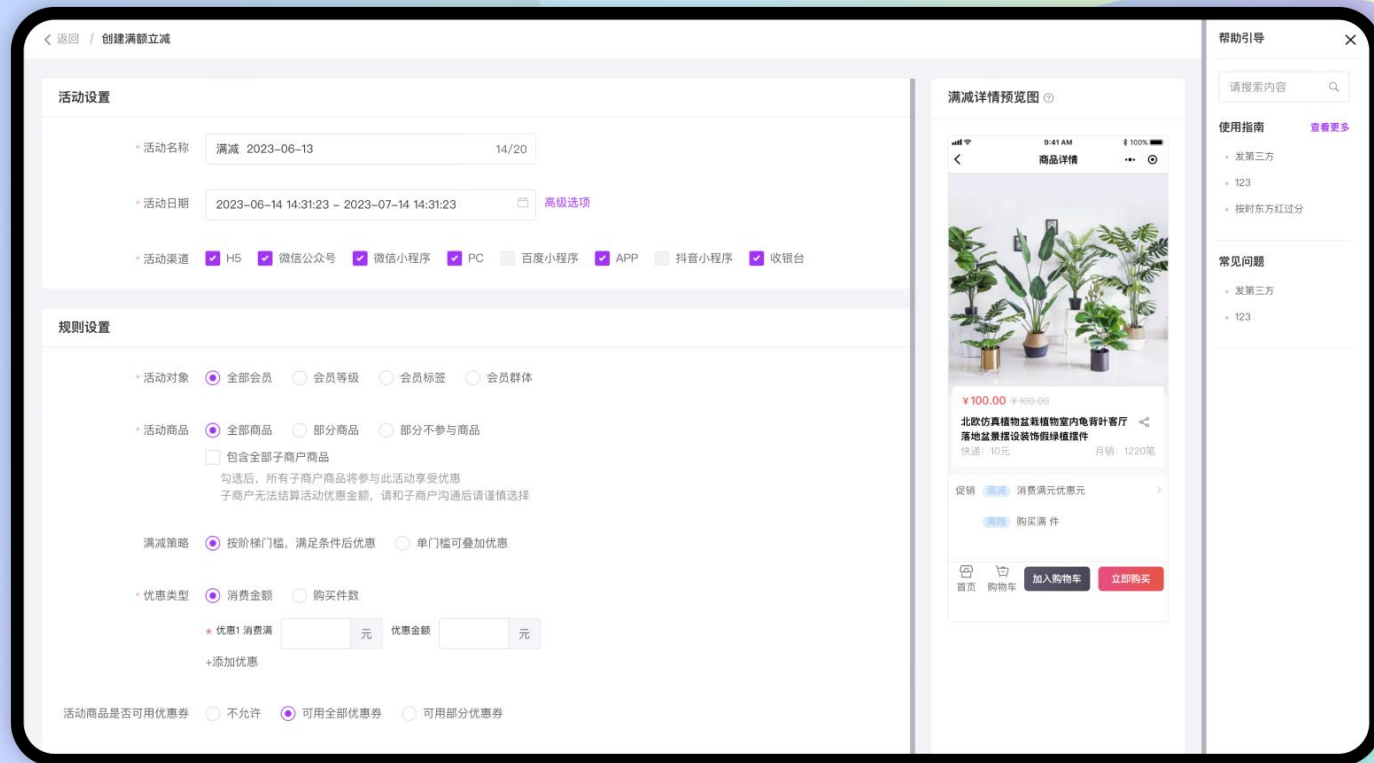 返回 / 创建满额立减
活动设置
* 活动名称 满减 2023-06-13 14/20
* 活动日期 2023-06-14 14:31:23 - 2023-07-14 14:31:23 高级选项
* 活动渠道 H5 微信公众号 微信小程序 PC 百度小程序 APP 抖音小程序 收银台
规则设置
* 活动对象 全部会员 会员等级 会员标签 会员群体
* 活动商品 全部商品 部分商品 部分不参与商品
包含全部子商户商品
勾选后，所有子商户商品将参与此活动享受优惠
子商户无法结算活动优惠金额，请和子商户沟通后请谨慎选择
满减策略 按阶梯门槛，满足条件后优惠 单门槛可叠加优惠
* 优惠类型 消费金额 购买件数
* 优惠1 消费满 元 优惠金额 元
+添加优惠
活动商品是否可用优惠券 不允许 可用全部优惠券 可用部分优惠券
满减详情预览图
9:41 AM 100%
商品详情
¥100.00 ¥100.00
北欧仿真植物盆栽植物室内龟背叶客厅
落地盆景摆设装饰假绿植摆件
快递：10元 月销：1220笔
促销 满减 消费满元优惠元
满赠 购买满 件
首页 购物车 加入购物车 立即购买
帮助引导
请搜索内容
使用指南 查看更多
发第三方
123
按时东方红过分
常见问题
发第三方
123